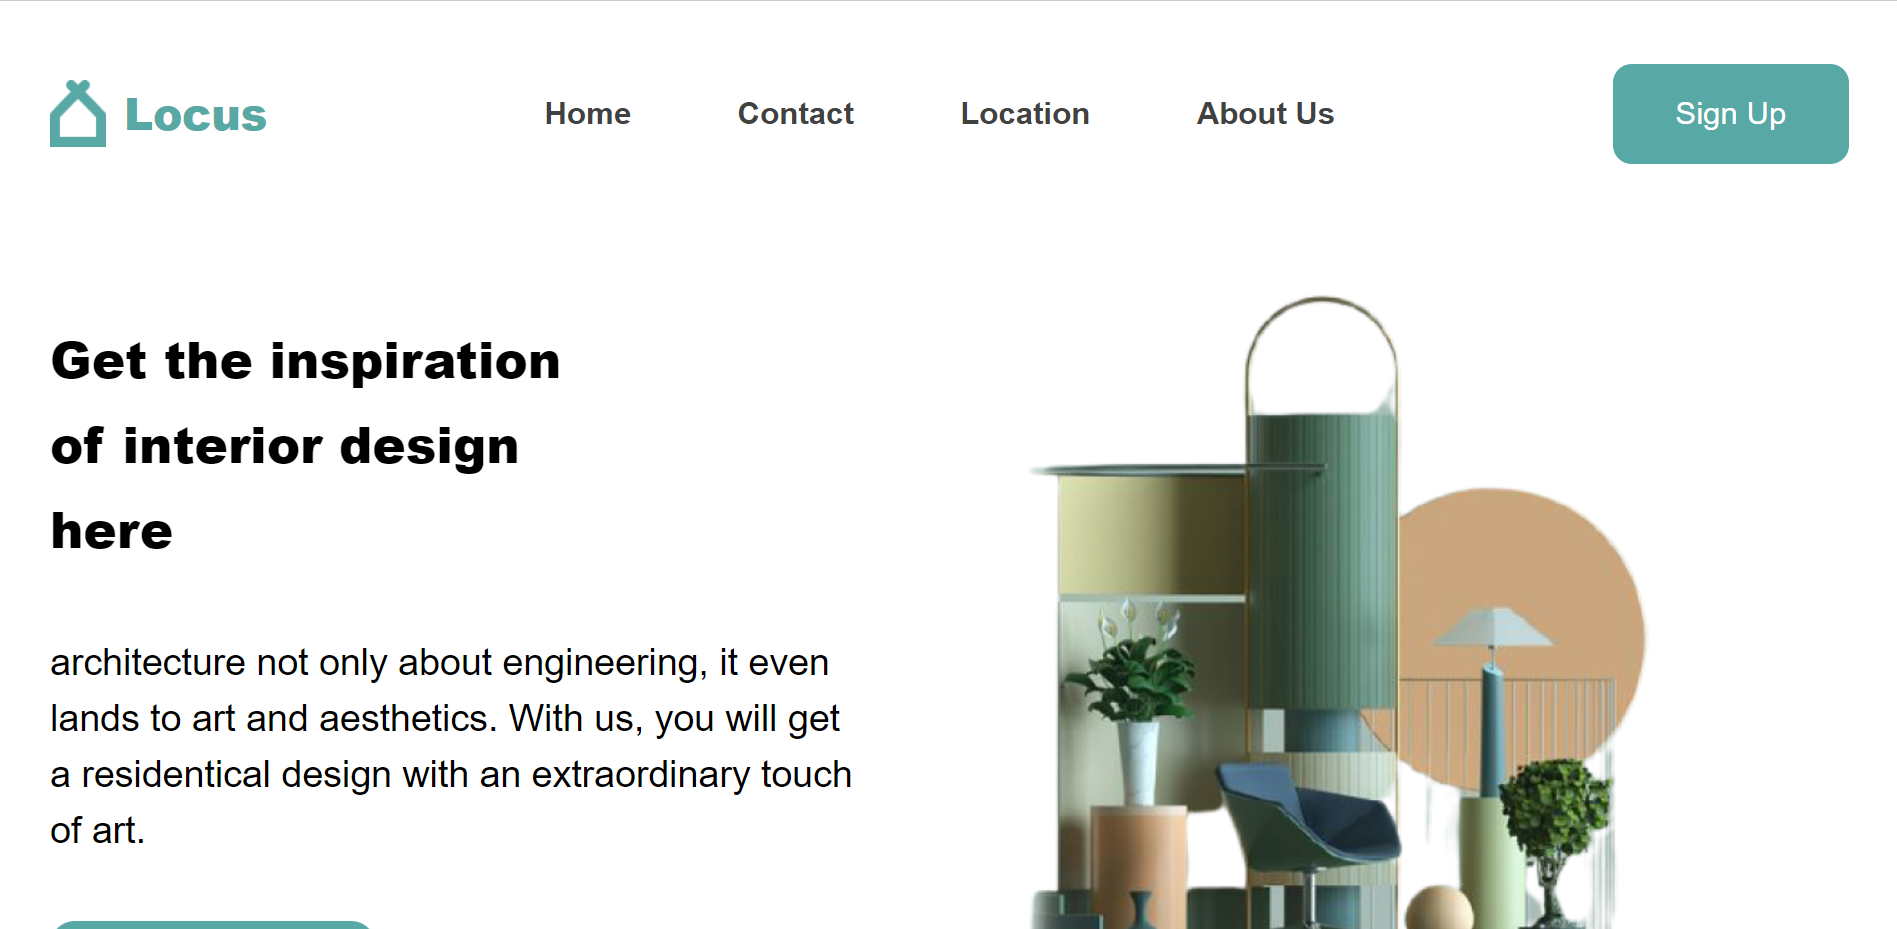 Locus
Home
Contact
Location
About Us
Sign Up
Get the inspiration
of interior design
here
architecture not only about engineering, it even
lands to art and aesthetics. With us, you will get
a residentical design with an extraordinary touch
of art.